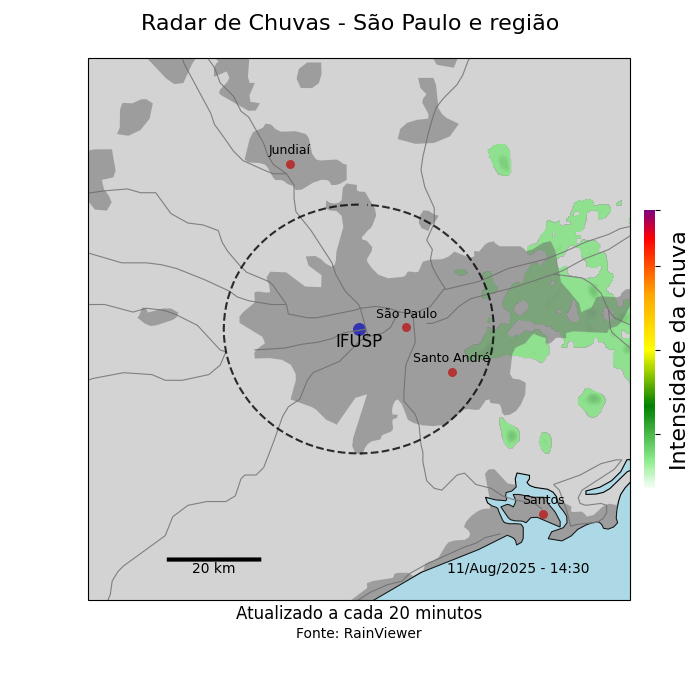 Radar de Chuvas - São Paulo e região
Jundiaí
São Paulo
IFUSP
Santo André
Santos
20 km
11/Aug/2025 - 14:30
Intensidade da chuva
Atualizado a cada 20 minutos
Fonte: RainViewer